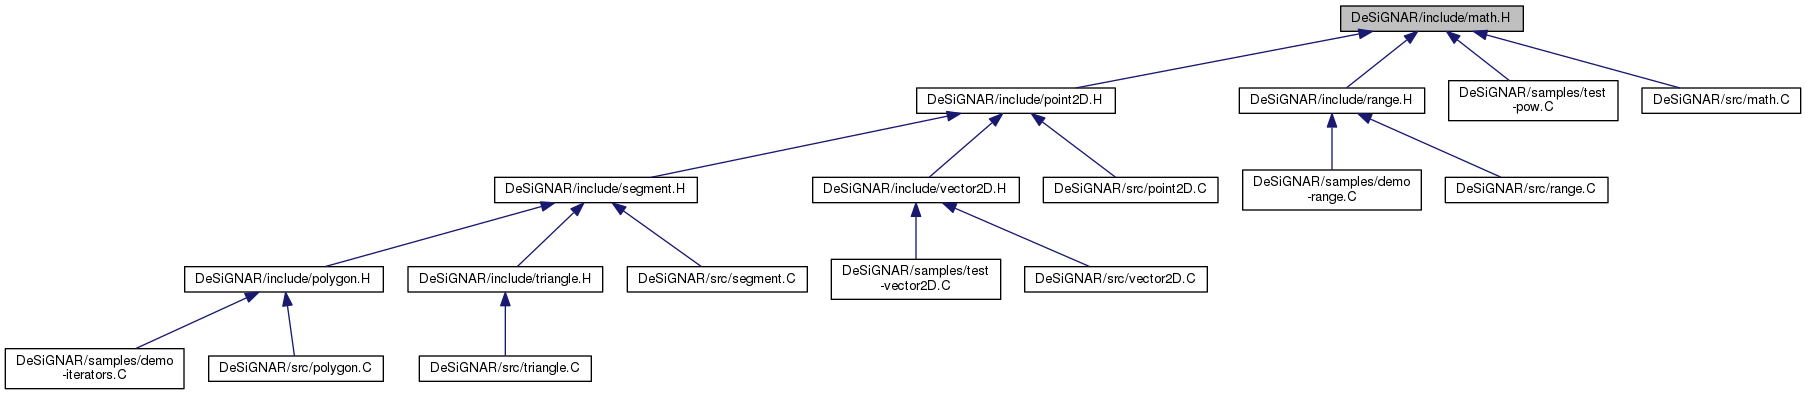 DeSiGNAR/include/math.H
DeSiGNAR/include/point2D.H
DeSiGNAR/include/range.H
DeSiGNAR/samples/test
-pow.C
DeSiGNAR/src/math.C
DeSiGNAR/include/segment.H
DeSiGNAR/include/vector2D.H
DeSiGNAR/src/point2D.C
DeSiGNAR/samples/demo
-range.C
DeSiGNAR/src/range.C
DeSiGNAR/include/polygon.H
DeSiGNAR/include/triangle.H
DeSiGNAR/src/segment.C
DeSiGNAR/samples/test
-vector2D.C
DeSiGNAR/src/vector2D.C
DeSiGNAR/samples/demo
-iterators.C
DeSiGNAR/src/polygon.C
DeSiGNAR/src/triangle.C